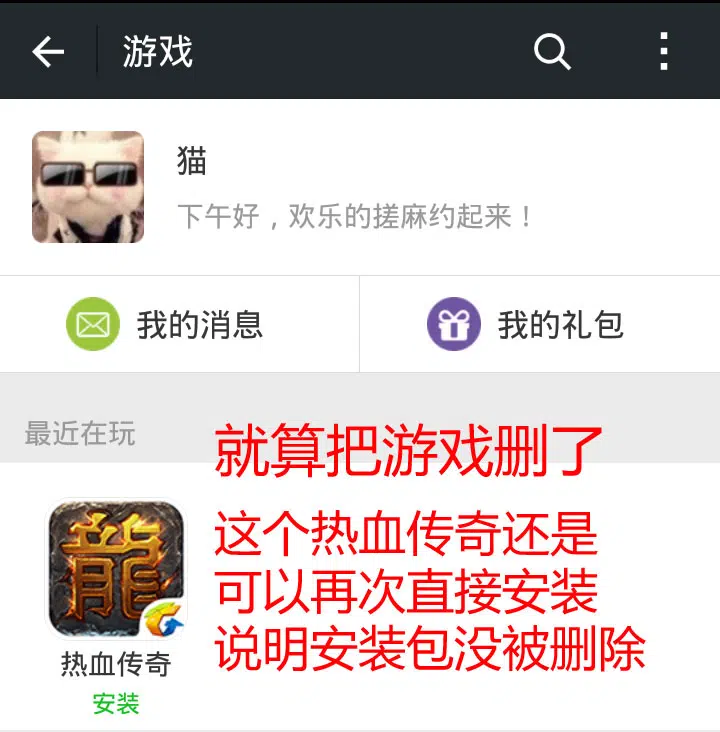 游戏
猫
下午好，欢乐的搓麻约起来！
我的消息
我的礼包
最近在玩
就算把游戏删了
这个热血传奇还是
可以再次直接安装
说明安装包没被删除
龍
热血传奇
安装